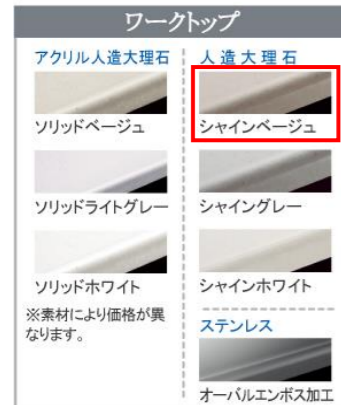 ワークトップ
アクリル人造大理石
ソリッドベージュ
ソリッドライトグレー
ソリッドホワイト
※素材により価格が異
なります。
人造大理石
シャインベージュ
シャイングレー
シャインホワイト
ステンレス
オーバルエンボス加工